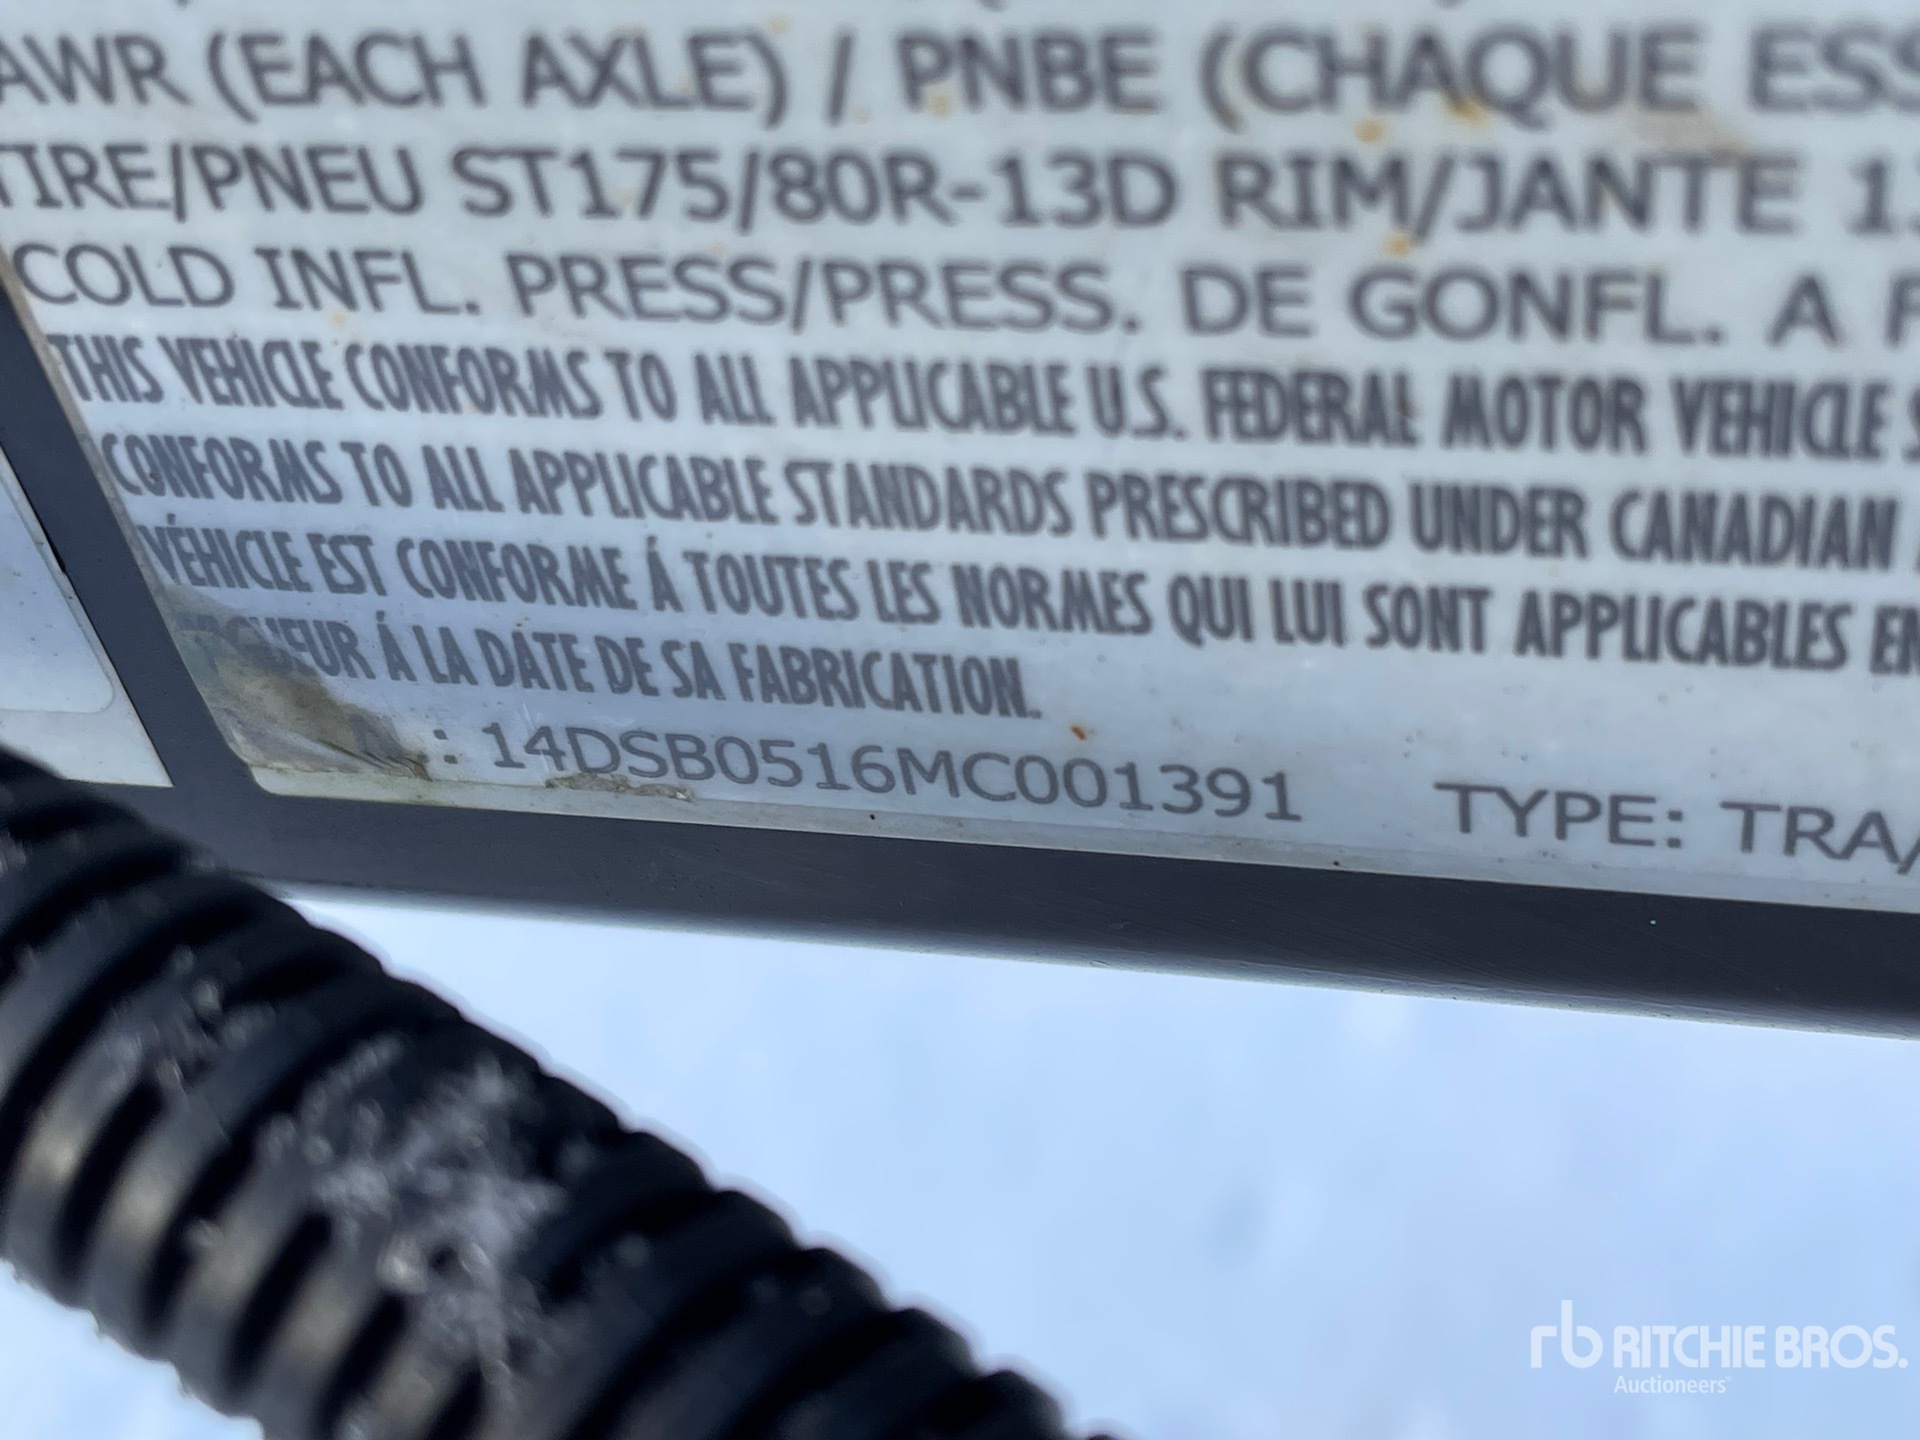 AWR (EACH AXLE) / PNBE (CHAQUE ESS
TIRE/PNEU ST175/80R-13D RIM/JANTE 13
COLD INFL. PRESS/PRESS. DE GONFL. A F
THIS VEHICLE CONFORMS TO ALL APPLICABLE U.S. FEDERAL MOTOR VEHICLE S
CONFORMS TO ALL APPLICABLE STANDARDS PRESCRIBED UNDER CANADIAN
VÉHICLE EST CONFORME Á TOUTES LES NORMES QUI LUI SONT APPLICABLES EN
Á LA DATE DE SA FABRICATION.
: 14DSB0516MC001391 TYPE: TRA/
rb RITCHIE BROS.
Auctioneers